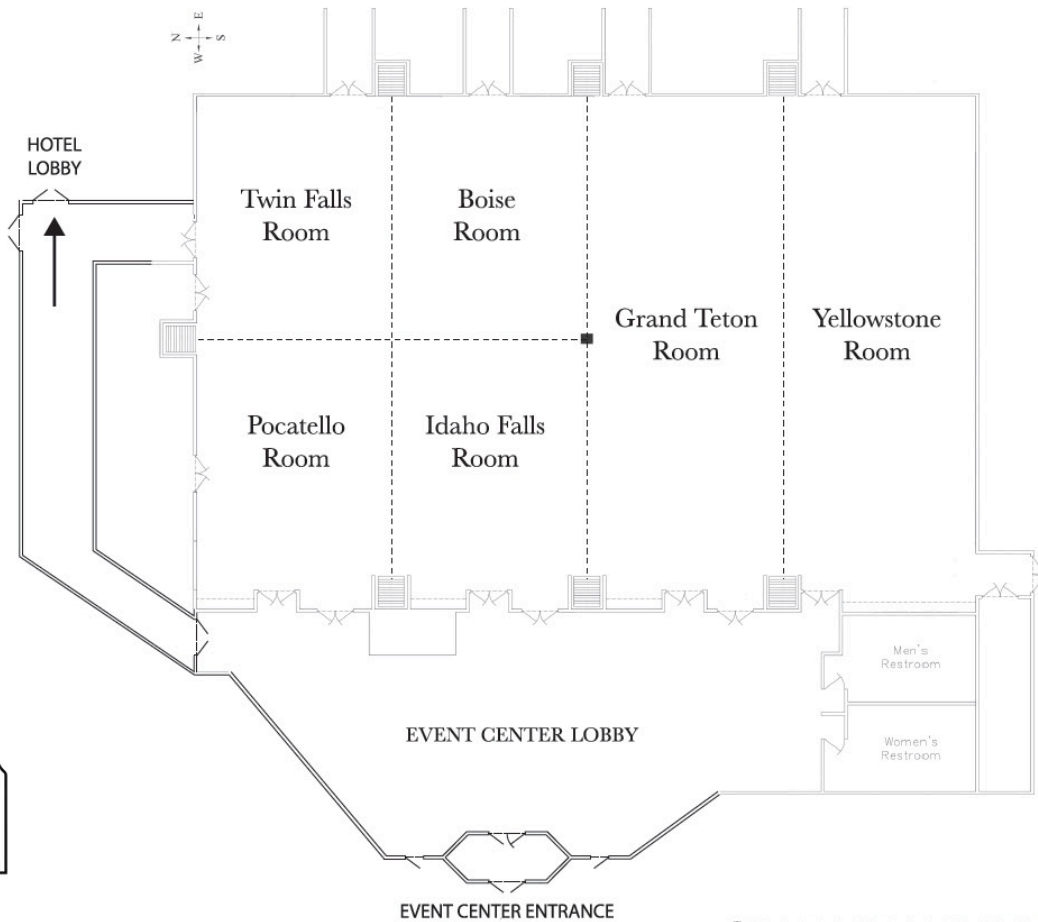 E
N
S
W
HOTEL
LOBBY
Twin Falls
Room
Boise
Room
Grand Teton
Room
Yellowstone
Room
Pocatello
Room
Idaho Falls
Room
Men's
Restroom
EVENT CENTER LOBBY
Women's
Restroom
EVENT CENTER ENTRANCE